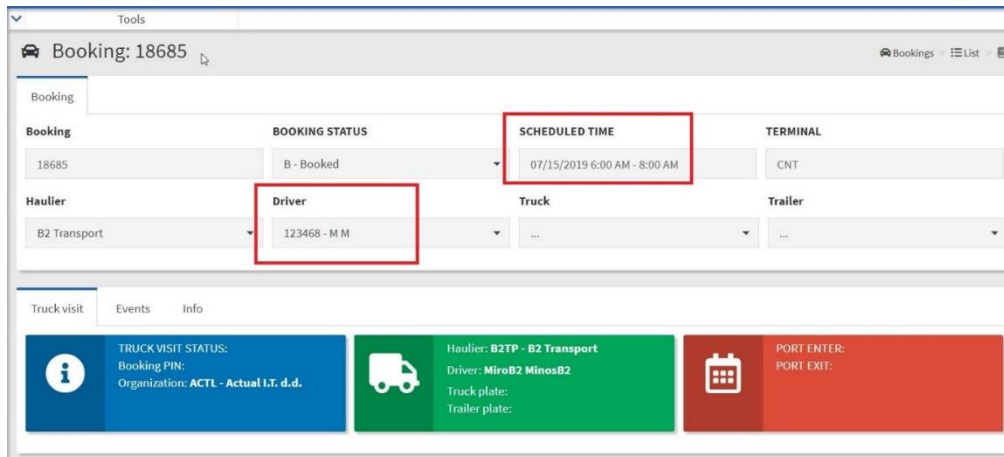 Tools
Booking: 18685
Bookings List
Booking
Booking BOOKING STATUS SCHEDULED TIME TERMINAL
18685 B - Booked 07/15/2019 6:00 AM - 8:00 AM CNT
Haulier Driver Truck Trailer
B2 Transport 123468 - M M ... ...
Truck visit Events Info
TRUCK VISIT STATUS:
Booking PIN:
Organization: ACTL - Actual I.T. d.d.
Haulier: B2TP - B2 Transport
Driver: MiroB2 MinosB2
Truck plate:
Trailer plate:
PORT ENTER:
PORT EXIT: